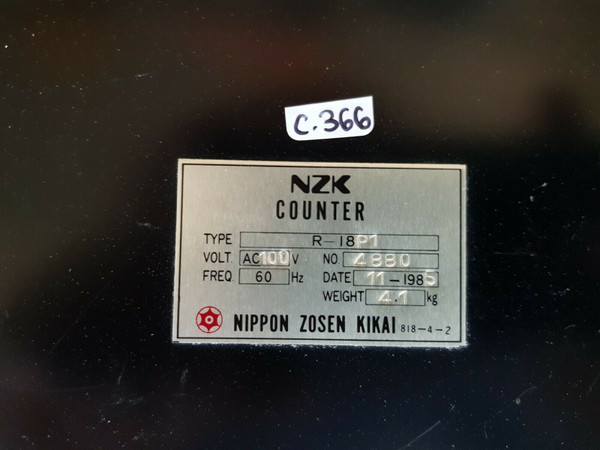 C.366
NZK
COUNTER
TYPE R-18P1
VOLT. AC100 V NO. 4880
FREQ. 60 Hz DATE 11-1985
WEIGHT 4.1 kg
NIPPON ZOSEN KIKAI 818-4-2